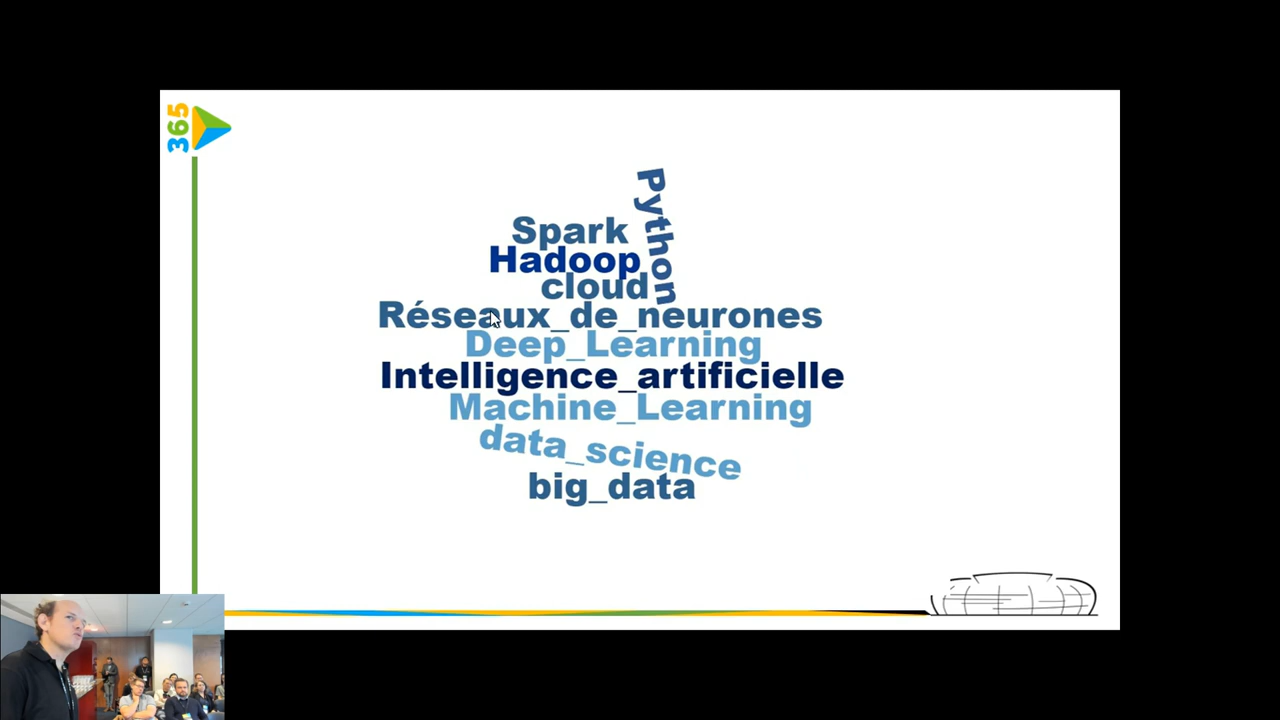 365
Python
Spark
Hadoop
cloud
Réseaux_de_neurones
Deep_Learning
Intelligence_artificielle
Machine_Learning
data_science
big_data